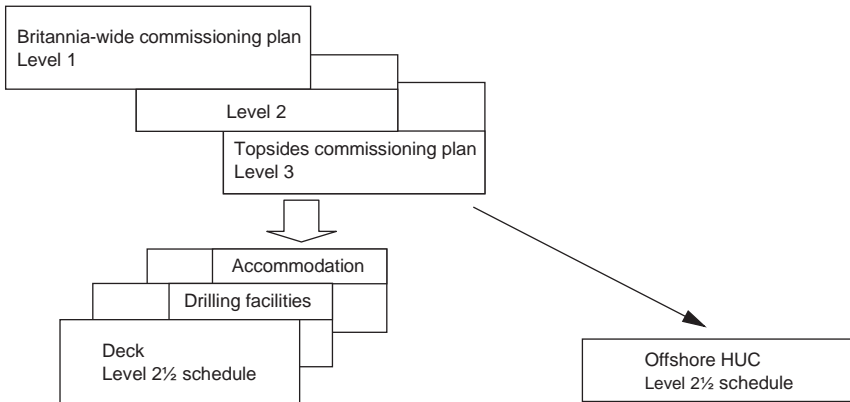 Britannia-wide commissioning plan
Level 1
Level 2
Topsides commissioning plan
Level 3
Accommodation
Drilling facilities
Deck
Level 2½ schedule
Offshore HUC
Level 2½ schedule